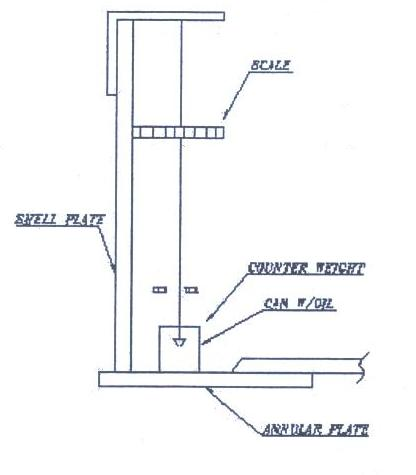 SCALE
SHELL PLATE
COUNTER WEIGHT
CAN W/OIL
ANNULAR PLATE